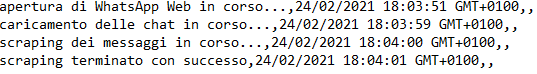 apertura di WhatsApp Web in corso...,24/02/2021 18:03:51 GMT+0100,,
caricamento delle chat in corso...,24/02/2021 18:03:59 GMT+0100,,
scraping dei messaggi in corso...,24/02/2021 18:04:00 GMT+0100,,
scraping terminato con successo,24/02/2021 18:04:01 GMT+0100,,